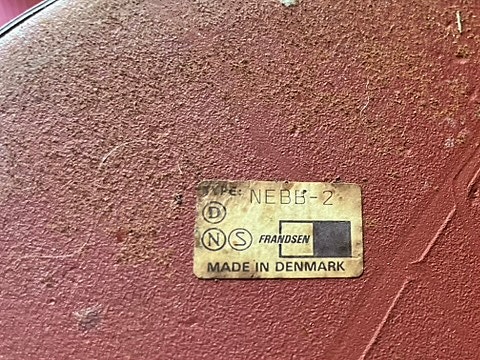 TYPE: NEBB-2
D
N S FRANDSEN
MADE IN DENMARK